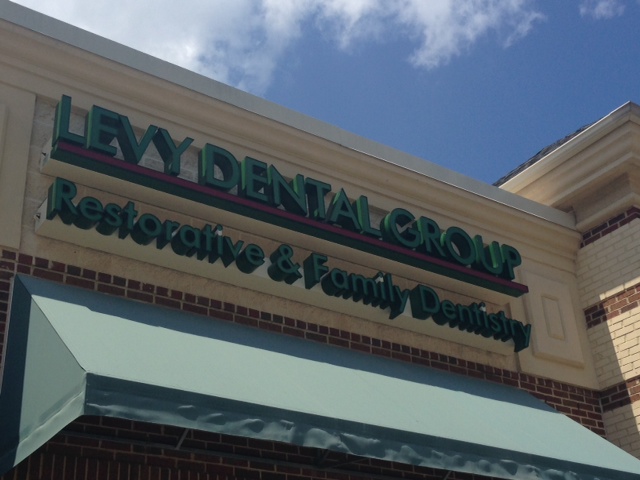 LEVY DENTAL GROUP
Restorative & Family Dentistry